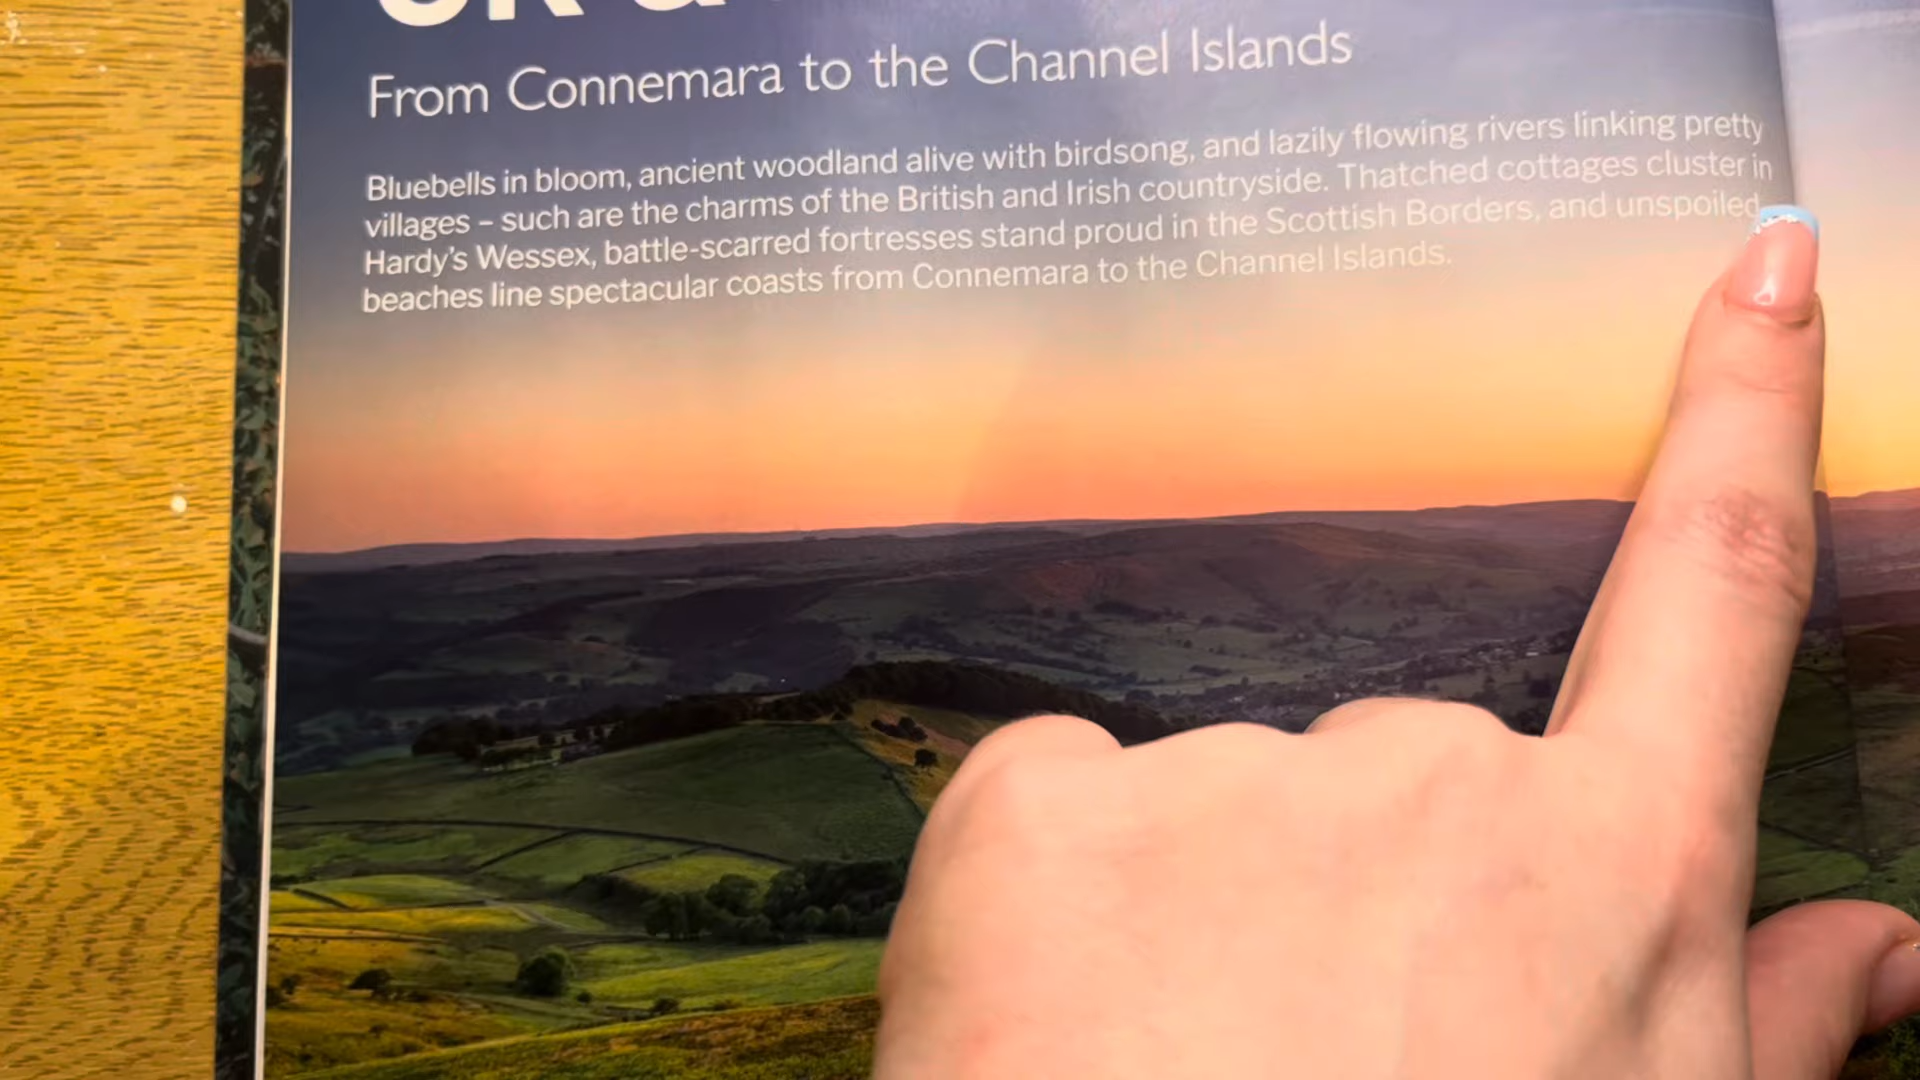 From Connemara to the Channel Islands
Bluebells in bloom, ancient woodland alive with birdsong, and lazily flowing rivers linking pretty
villages – such are the charms of the British and Irish countryside. Thatched cottages cluster in
Hardy's Wessex, battle-scarred fortresses stand proud in the Scottish Borders, and unspoiled
beaches line spectacular coasts from Connemara to the Channel Islands.